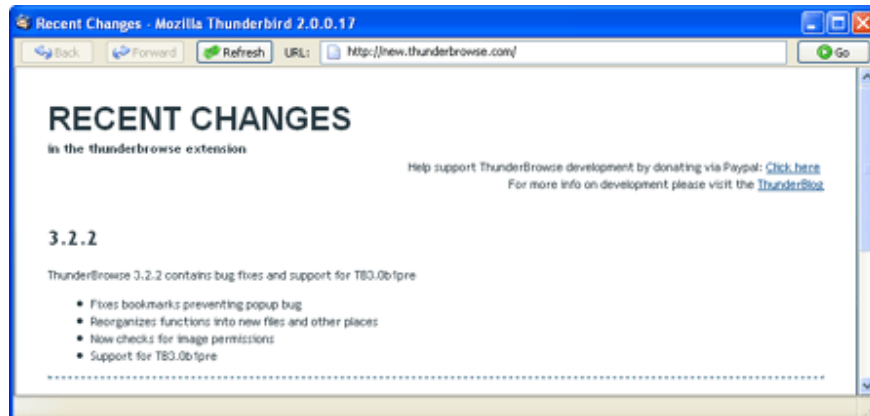 Recent Changes - Mozilla Thunderbird 2.0.0.17
Back Forward Refresh URL: http://new.thunderbrowse.com/ Go
RECENT CHANGES
in the thunderbrowse extension
Help support ThunderBrowse development by donating via Paypal: Click here
For more info on development please visit the ThunderBlog
3.2.2
ThunderBrowse 3.2.2 contains bug fixes and support for TB3.0b1pre
• Fixes bookmarks preventing popup bug
• Reorganizes functions into new files and other places
• Now checks for image permissions
• Support for TB3.0b1pre